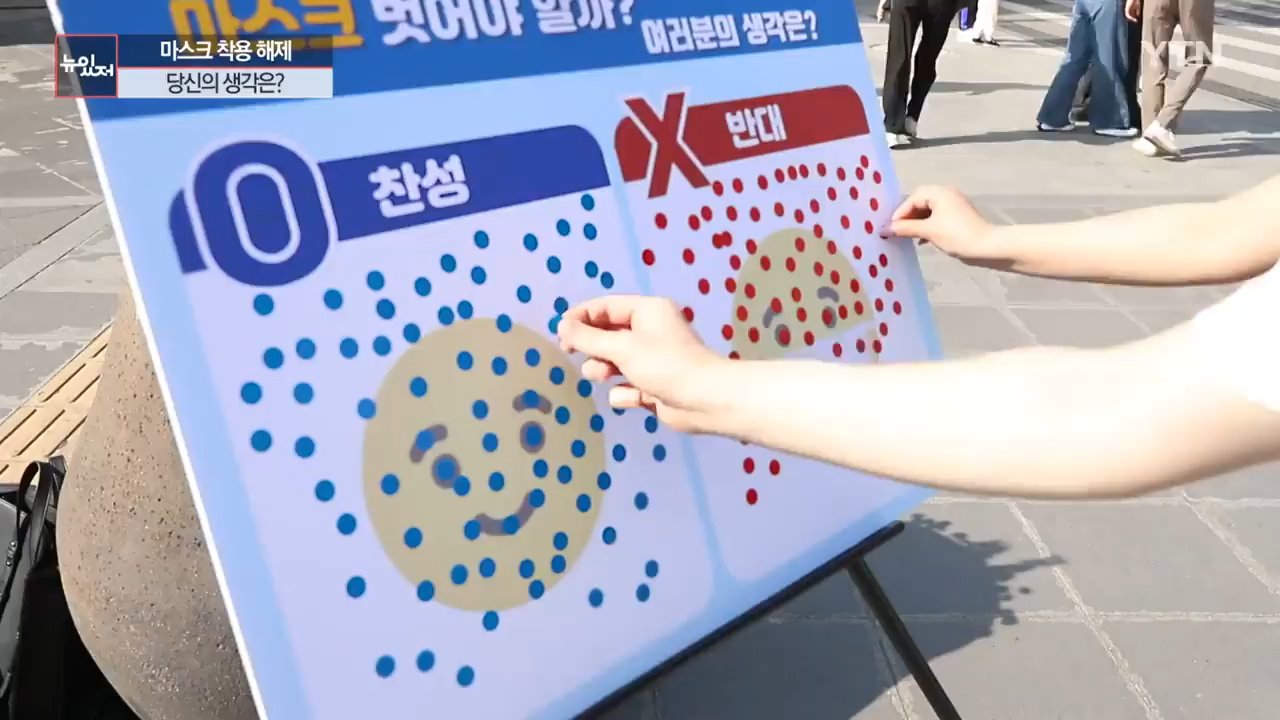 마스크 벗어야 할까?
여러분의 생각은?
뉴있저
마스크 착용 해제
당신의 생각은?
YTN
O 찬성
X 반대